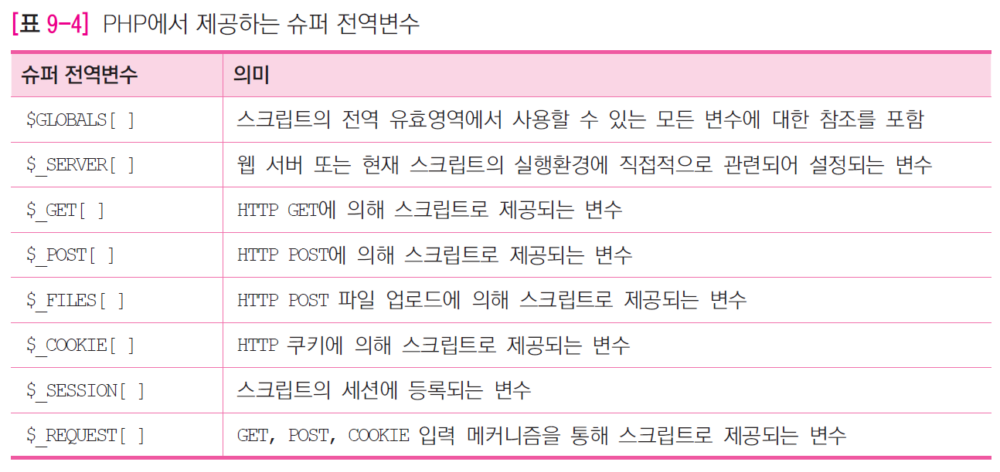 [표 9-4] PHP에서 제공하는 슈퍼 전역변수
슈퍼 전역변수 의미
$GLOBALS[ ] 스크립트의 전역 유효영역에서 사용할 수 있는 모든 변수에 대한 참조를 포함
$_SERVER[ ] 웹 서버 또는 현재 스크립트의 실행환경에 직접적으로 관련되어 설정되는 변수
$_GET[ ] HTTP GET에 의해 스크립트로 제공되는 변수
$_POST[ ] HTTP POST에 의해 스크립트로 제공되는 변수
$_FILES[ ] HTTP POST 파일 업로드에 의해 스크립트로 제공되는 변수
$_COOKIE[ ] HTTP 쿠키에 의해 스크립트로 제공되는 변수
$_SESSION[ ] 스크립트의 세션에 등록되는 변수
$_REQUEST[ ] GET, POST, COOKIE 입력 메커니즘을 통해 스크립트로 제공되는 변수